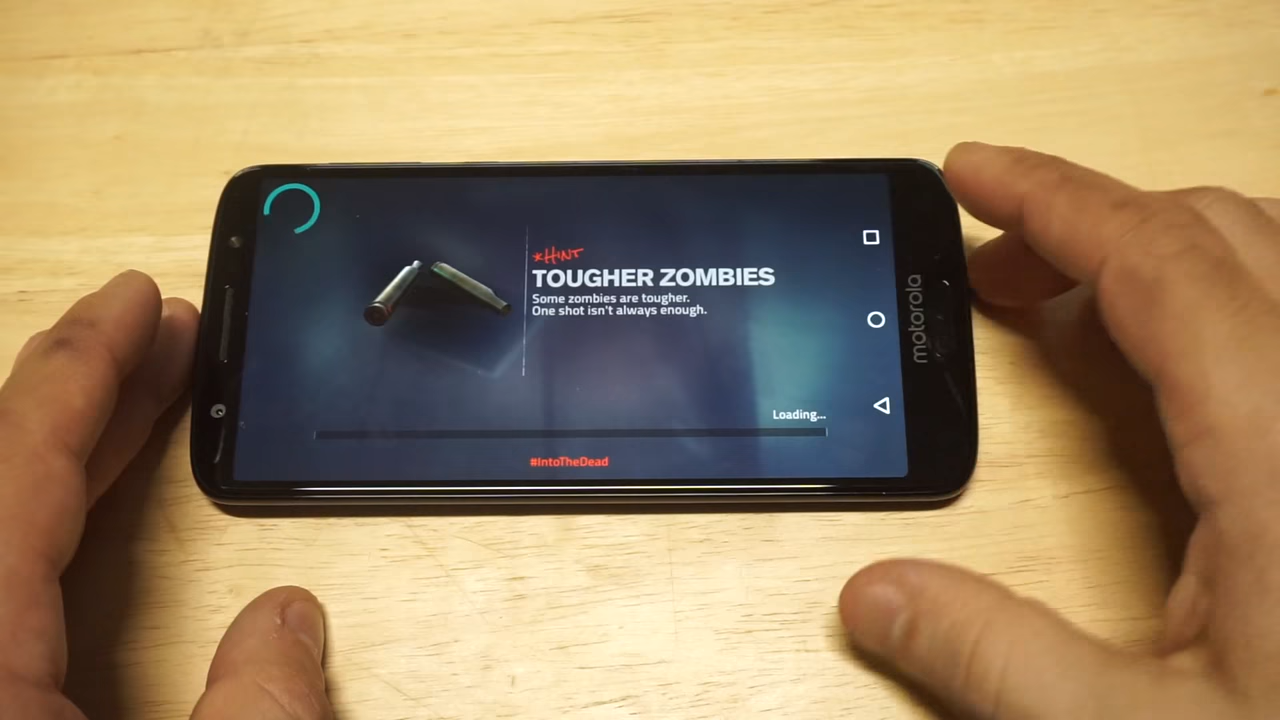 *HINT
TOUGHER ZOMBIES
Some zombies are tougher.
One shot isn't always enough.
Loading...
#IntoTheDead
motorola